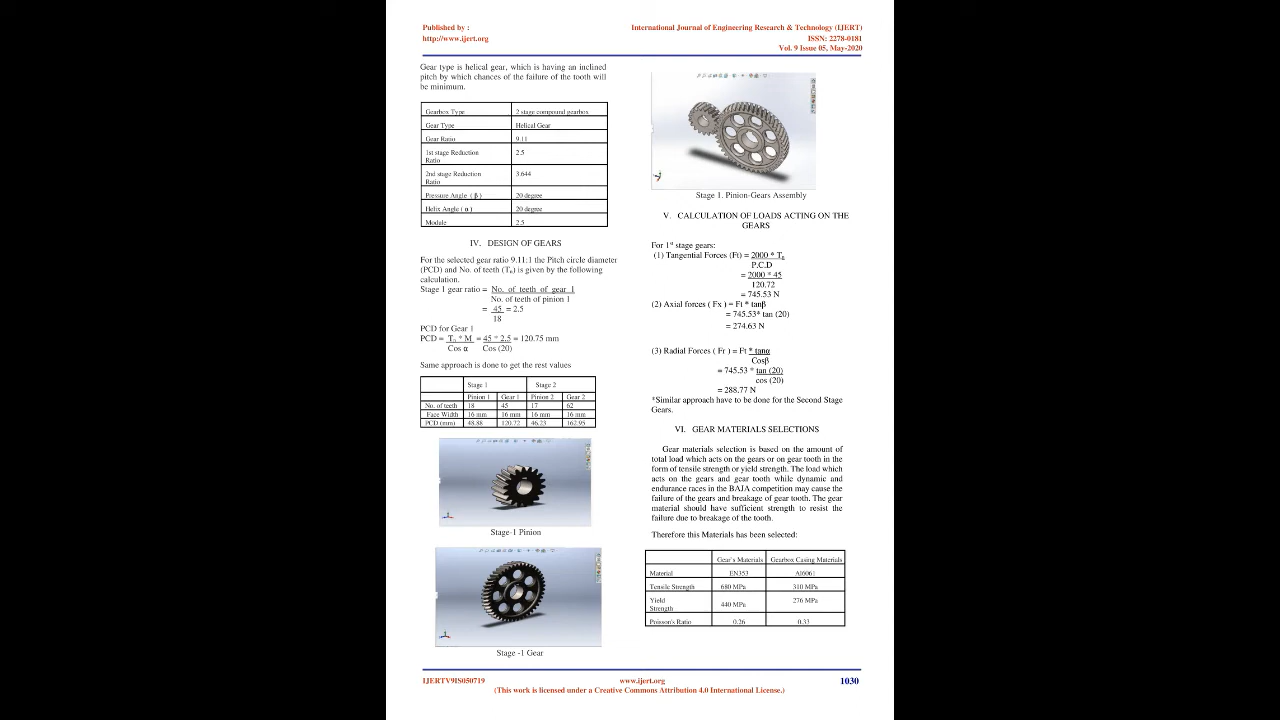 Published by :
http://www.ijert.org
International Journal of Engineering Research & Technology (IJERT)
ISSN: 2278-0181
Vol. 9 Issue 05, May-2020
Gear type is helical gear, which is having an inclined
pitch by which chances of the failure of the tooth will
be minimum.
Gearbox Type 2 stage compound gearbox
Gear Type Helical Gear
Gear Ratio 9.11
1st stage Reduction
Ratio 2.5
2nd stage Reduction
Ratio 3.644
Pressure Angle ( β ) 20 degree
Helix Angle ( α ) 20 degree
Module 2.5
IV. DESIGN OF GEARS
For the selected gear ratio 9.11:1 the Pitch circle diameter
(PCD) and No. of teeth (Tₙ) is given by the following
calculation.
Stage 1 gear ratio = No. of teeth of gear 1
No. of teeth of pinion 1
= 45 = 2.5
18
PCD for Gear 1
PCD = Tₙ * M = 45 * 2.5 = 120.75 mm
Cos α Cos (20)
Same approach is done to get the rest values
Stage 1 Stage 2
Pinion 1 Gear 1 Pinion 2 Gear 2
No. of teeth 18 45 17 62
Face Width 16 mm 16 mm 16 mm 16 mm
PCD (mm) 48.88 120.72 46.23 162.95
Stage-1 Pinion
Stage -1 Gear
Stage 1. Pinion-Gears Assembly
V. CALCULATION OF LOADS ACTING ON THE
GEARS
For 1ˢᵗ stage gears:
(1) Tangential Forces (Ft) = 2000 * Tₙ
P.C.D
= 2000 * 45
120.72
= 745.53 N
(2) Axial forces ( Fx ) = Ft * tanβ
= 745.53* tan (20)
= 274.63 N
(3) Radial Forces ( Fr ) = Ft * tanα
Cosβ
= 745.53 * tan (20)
cos (20)
= 288.77 N
*Similar approach have to be done for the Second Stage
Gears.
VI. GEAR MATERIALS SELECTIONS
Gear materials selection is based on the amount of
total load which acts on the gears or on gear tooth in the
form of tensile strength or yield strength. The load which
acts on the gears and gear tooth while dynamic and
endurance races in the BAJA competition may cause the
failure of the gears and breakage of gear tooth. The gear
material should have sufficient strength to resist the
failure due to breakage of the tooth.
Therefore this Materials has been selected:
Gear's Materials Gearbox Casing Materials
Material EN353 Al6061
Tensile Strength 680 MPa 310 MPa
Yield
Strength 440 MPa 276 MPa
Poisson's Ratio 0.26 0.33
IJERTV9IS050719
www.ijert.org
1030
(This work is licensed under a Creative Commons Attribution 4.0 International License.)